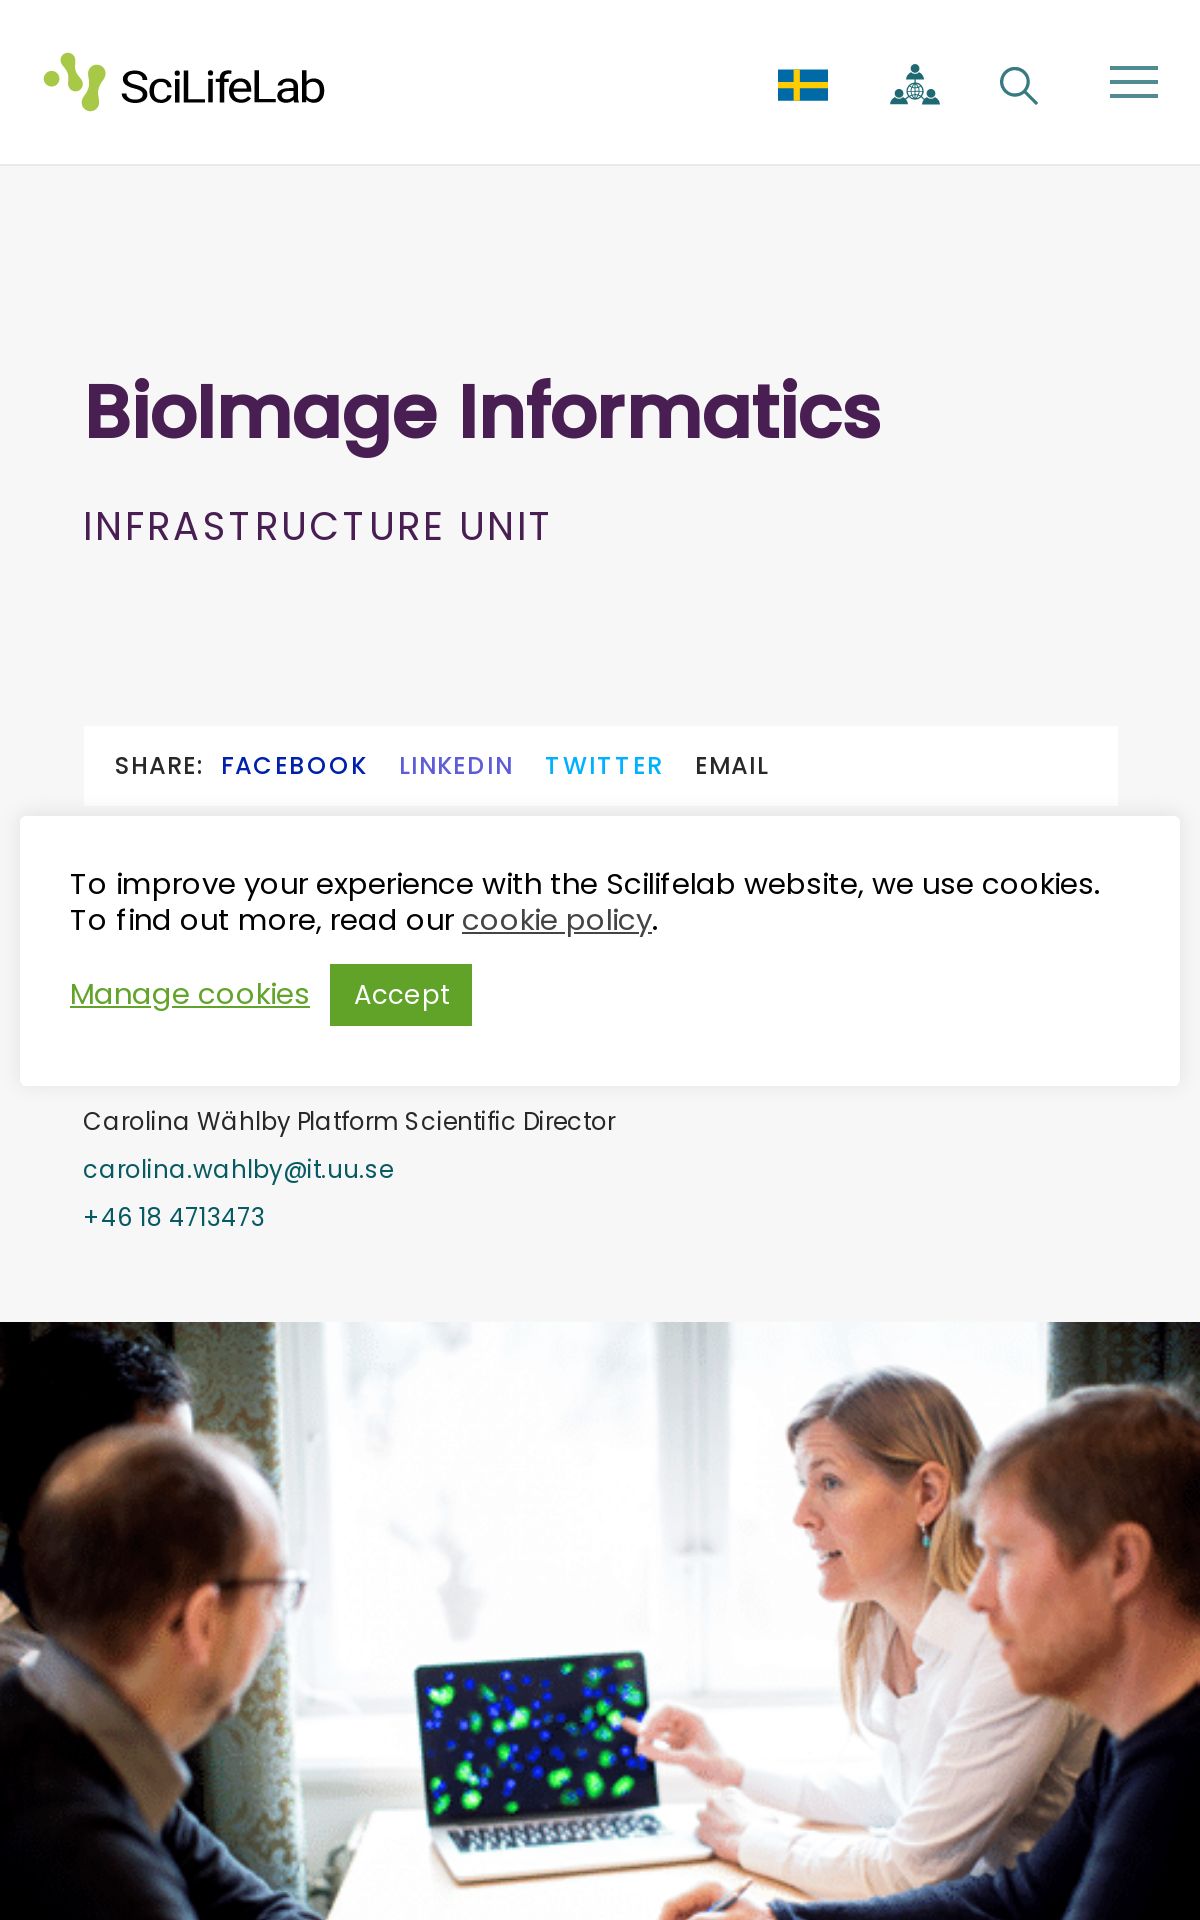 SciLifeLab
BioImage Informatics
INFRASTRUCTURE UNIT
SHARE: FACEBOOK LINKEDIN TWITTER EMAIL
To improve your experience with the Scilifelab website, we use cookies.
To find out more, read our cookie policy.
Manage cookies Accept
Carolina Wählby Platform Scientific Director
carolina.wahlby@it.uu.se
+46 18 4713473